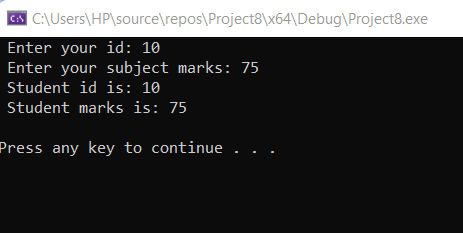 C:\Users\HP\source\repos\Project8\x64\Debug\Project8.exe
Enter your id: 10
Enter your subject marks: 75
Student id is: 10
Student marks is: 75
Press any key to continue . . .